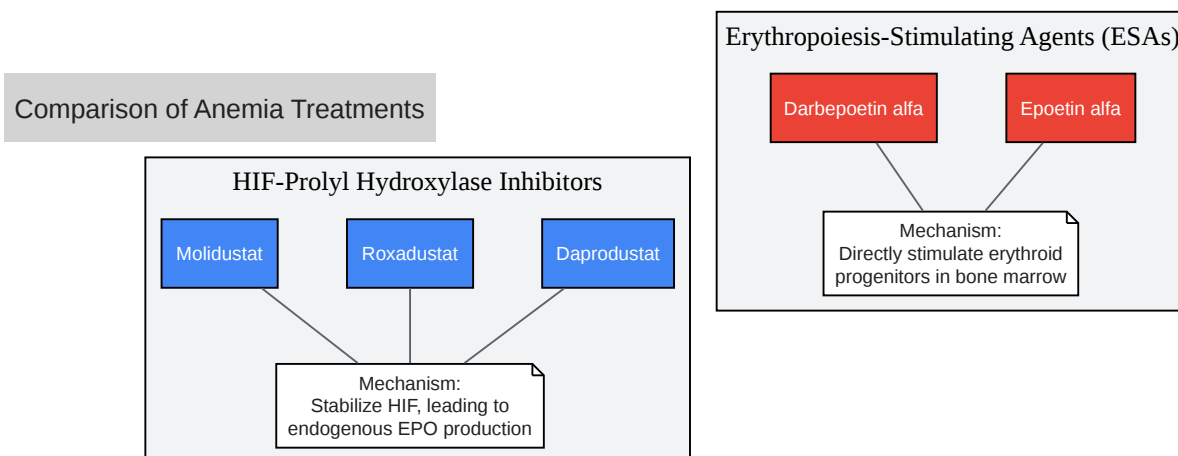 Comparison of Anemia Treatments
HIF-Prolyl Hydroxylase Inhibitors
Molidustat
Roxadustat
Daprodustat
Mechanism:
Stabilize HIF, leading to
endogenous EPO production
Erythropoiesis-Stimulating Agents (ESAs)
Darbepoetin alfa
Epoetin alfa
Mechanism:
Directly stimulate erythroid
progenitors in bone marrow